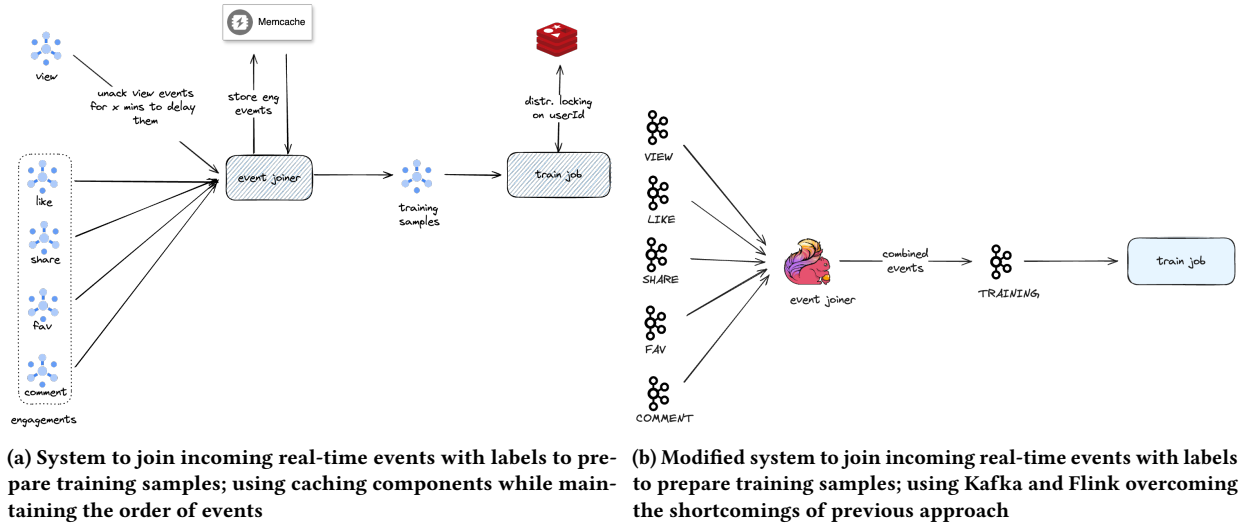 Memcache
view
unack view events
for x mins to delay
them
store eng
events
distr. locking
on userId
like
share
fav
comment
engagements
event joiner
training
samples
train job
VIEW
LIKE
SHARE
FAV
COMMENT
event joiner
combined
events
TRAINING
train job
(a) System to join incoming real-time events with labels to pre-
pare training samples; using caching components while main-
taining the order of events
(b) Modified system to join incoming real-time events with labels
to prepare training samples; using Kafka and Flink overcoming
the shortcomings of previous approach